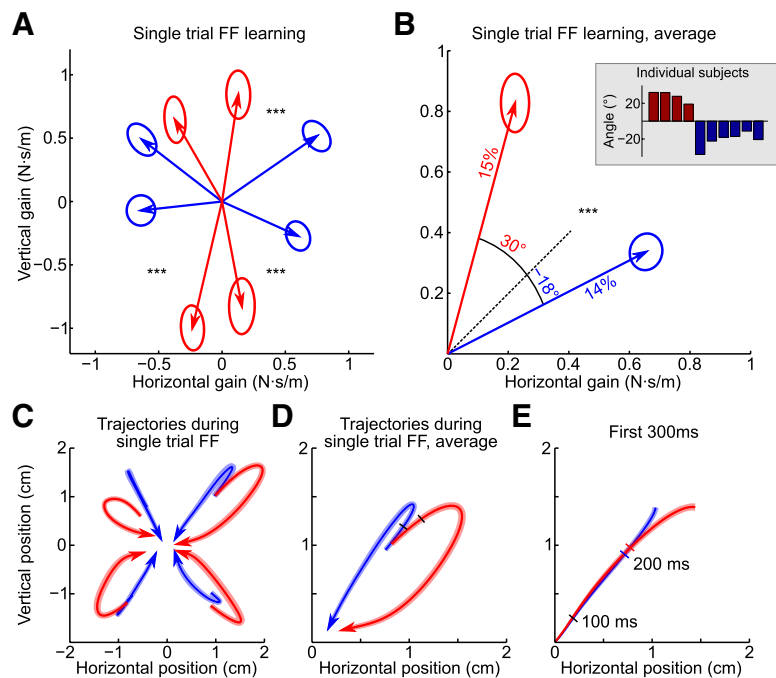 A
Single trial FF learning
1
0.5
0
−0.5
−1
Vertical gain (N·s/m)
***
***
***
−1
−0.5
0
0.5
1
Horizontal gain (N·s/m)
B
Single trial FF learning, average
1
0.8
0.6
0.4
0.2
Individual subjects
Angle (°)
20
−20
15%
30°
−18°
14%
***
0
0.2
0.4
0.6
0.8
1
Horizontal gain (N·s/m)
C
Trajectories during
single trial FF
2
1
0
−1
Vertical position (cm)
−2
−1
0
1
2
Horizontal position (cm)
D
Trajectories during
single trial FF, average
2
1
0
1
2
Horizontal position (cm)
E
First 300ms
2
1
200 ms
100 ms
0
1
2
Horizontal position (cm)